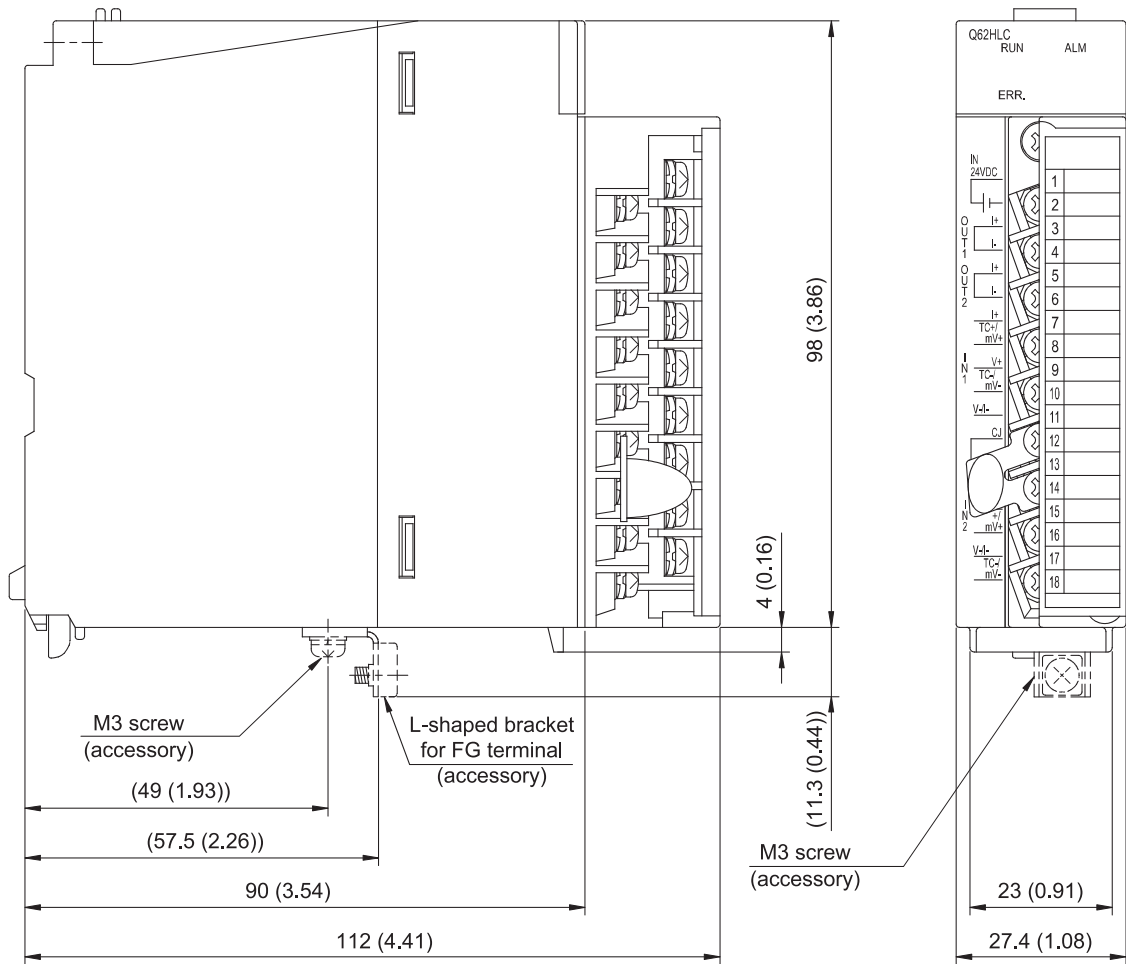 98 (3.86)
4 (0.16)
(11.3 (0.44))
M3 screw
(accessory)
L-shaped bracket
for FG terminal
(accessory)
(49 (1.93))
(57.5 (2.26))
90 (3.54)
112 (4.41)
Q62HLC
RUN ALM
ERR.
IN
24VDC
OUT1
I+
I-
OUT2
I+
I-
IN1
I+
TC+/
mV+
V+
TC-/
mV-
V-/I-
CJ
IN2
+/
mV+
V-/I-
TC-/
mV-
1
2
3
4
5
6
7
8
9
10
11
12
13
14
15
16
17
18
M3 screw
(accessory)
23 (0.91)
27.4 (1.08)